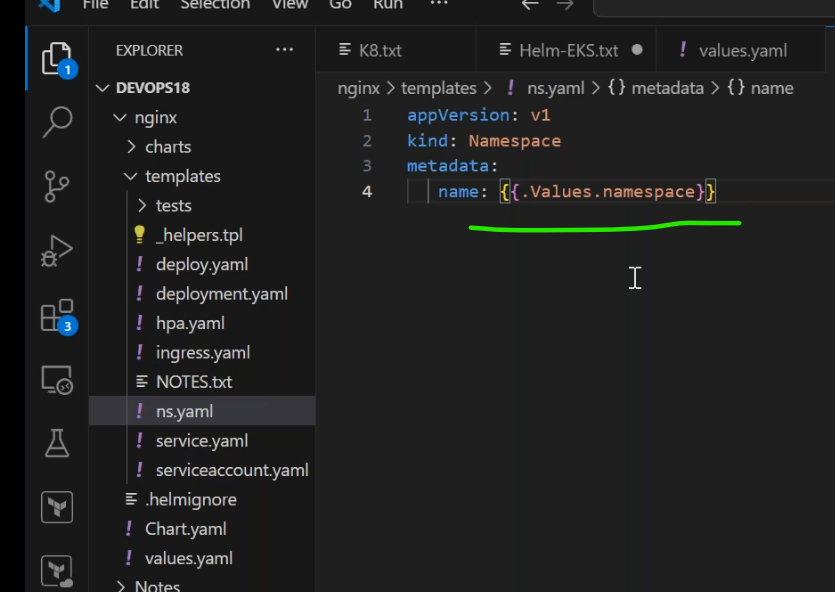 File Edit Selection View Go Run ···
EXPLORER ···
K8.txt
Helm-EKS.txt
! values.yaml
DEVOPS18
nginx > templates > ! ns.yaml > {} metadata > {} name
nginx
charts
templates
tests
_helpers.tpl
! deploy.yaml
! deployment.yaml
! hpa.yaml
! ingress.yaml
NOTES.txt
! ns.yaml
! service.yaml
! serviceaccount.yaml
.helmignore
! Chart.yaml
! values.yaml
Notes
1 appVersion: v1
2 kind: Namespace
3 metadata:
4 name: {{.Values.namespace}}
1
3